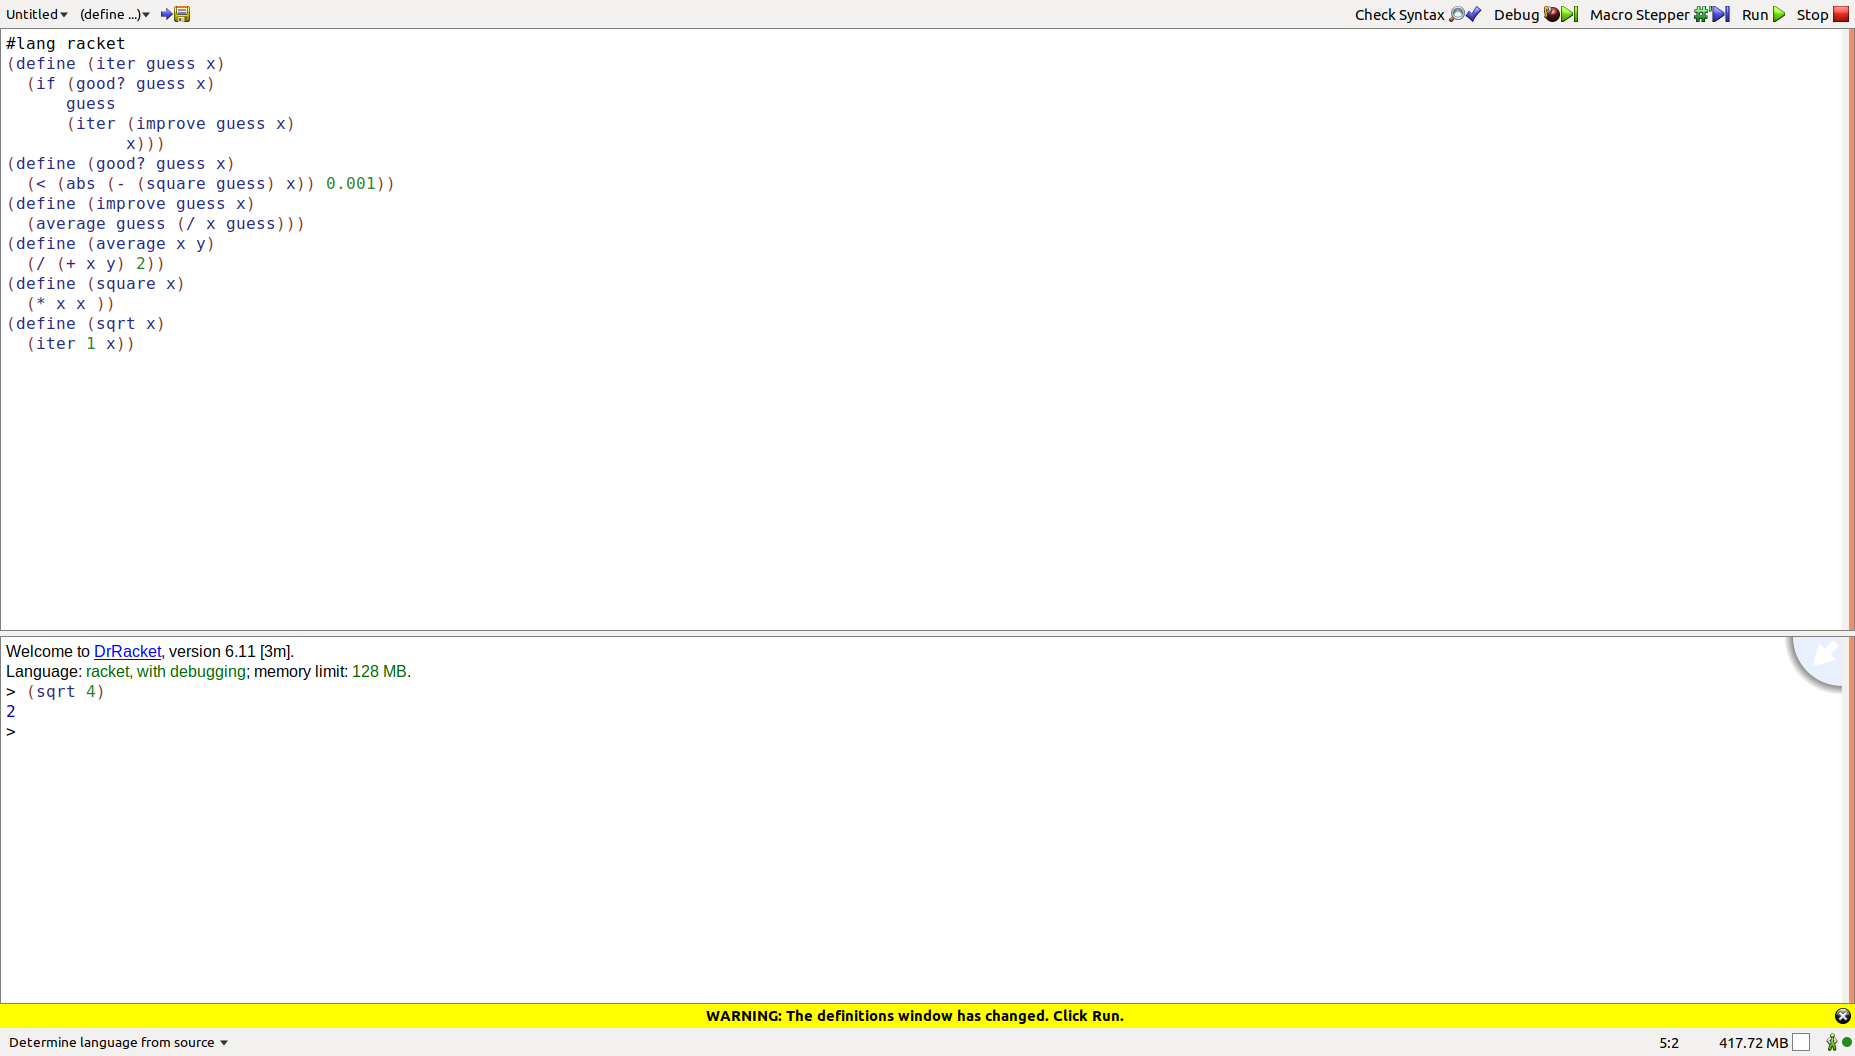 Untitled (define ...) Check Syntax Debug Macro Stepper Run Stop
#lang racket
(define (iter guess x)
  (if (good? guess x)
      guess
      (iter (improve guess x)
            x)))
(define (good? guess x)
  (< (abs (- (square guess) x)) 0.001))
(define (improve guess x)
  (average guess (/ x guess)))
(define (average x y)
  (/ (+ x y) 2))
(define (square x)
  (* x x ))
(define (sqrt x)
  (iter 1 x))
Welcome to DrRacket, version 6.11 [3m].
Language: racket, with debugging; memory limit: 128 MB.
> (sqrt 4)
2
>
WARNING: The definitions window has changed. Click Run.
Determine language from source 5:2 417.72 MB